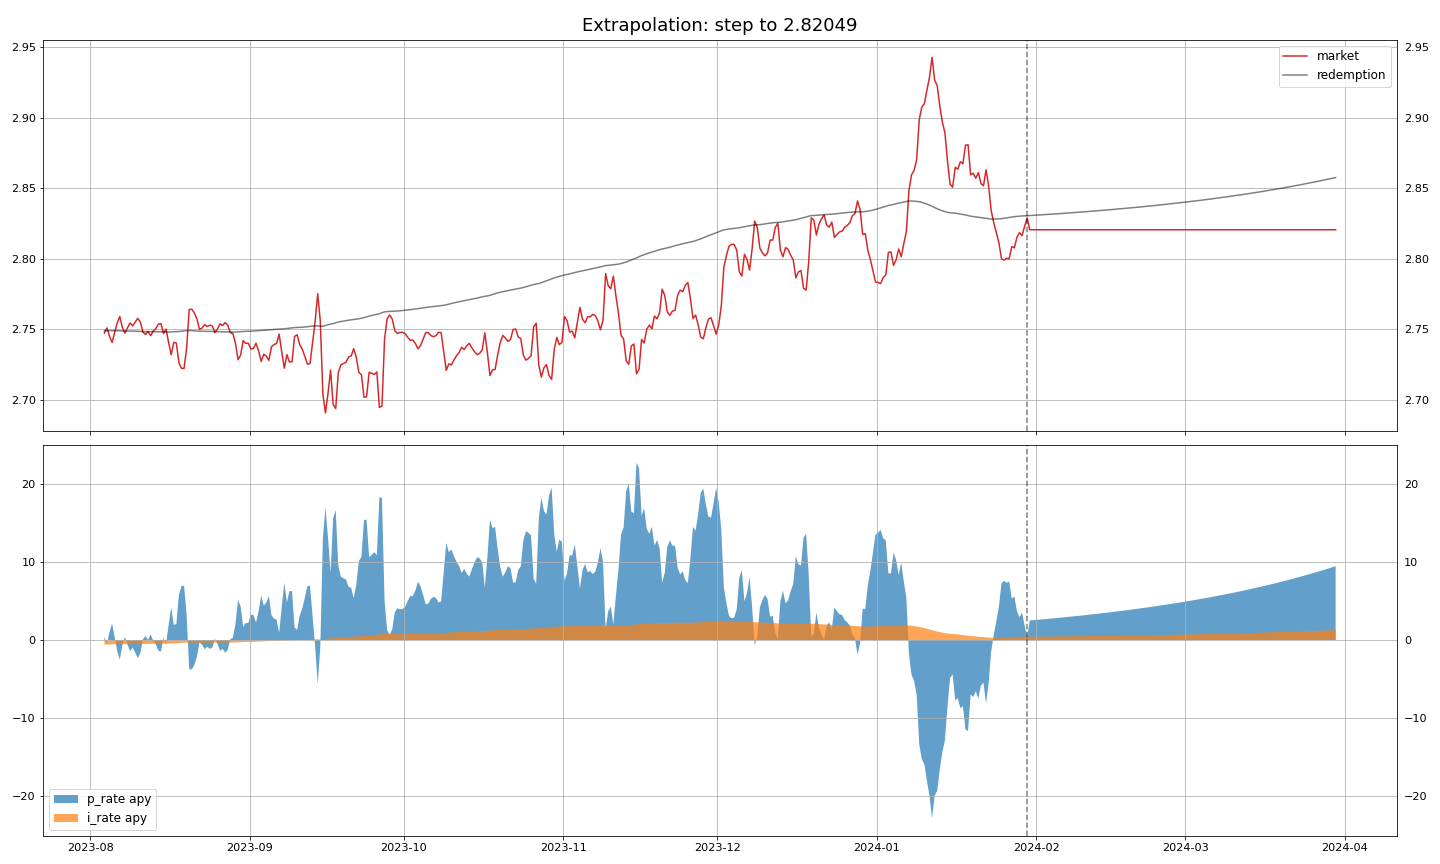 Extrapolation: step to 2.82049
2.95 2.95
market
redemption
2.90 2.90
2.85 2.85
2.80 2.80
2.75 2.75
2.70 2.70
20 20
10 10
0 0
−10 −10
−20 −20
p_rate apy
i_rate apy
2023-08 2023-09 2023-10 2023-11 2023-12 2024-01 2024-02 2024-03 2024-04